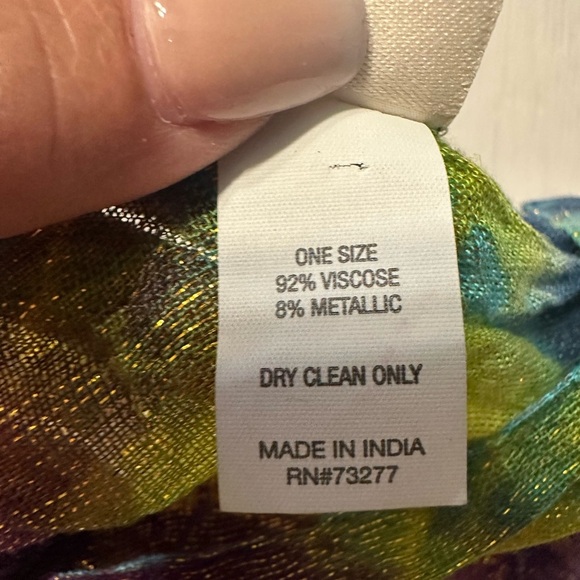 ONE SIZE
92% VISCOSE
8% METALLIC
DRY CLEAN ONLY
MADE IN INDIA
RN#73277